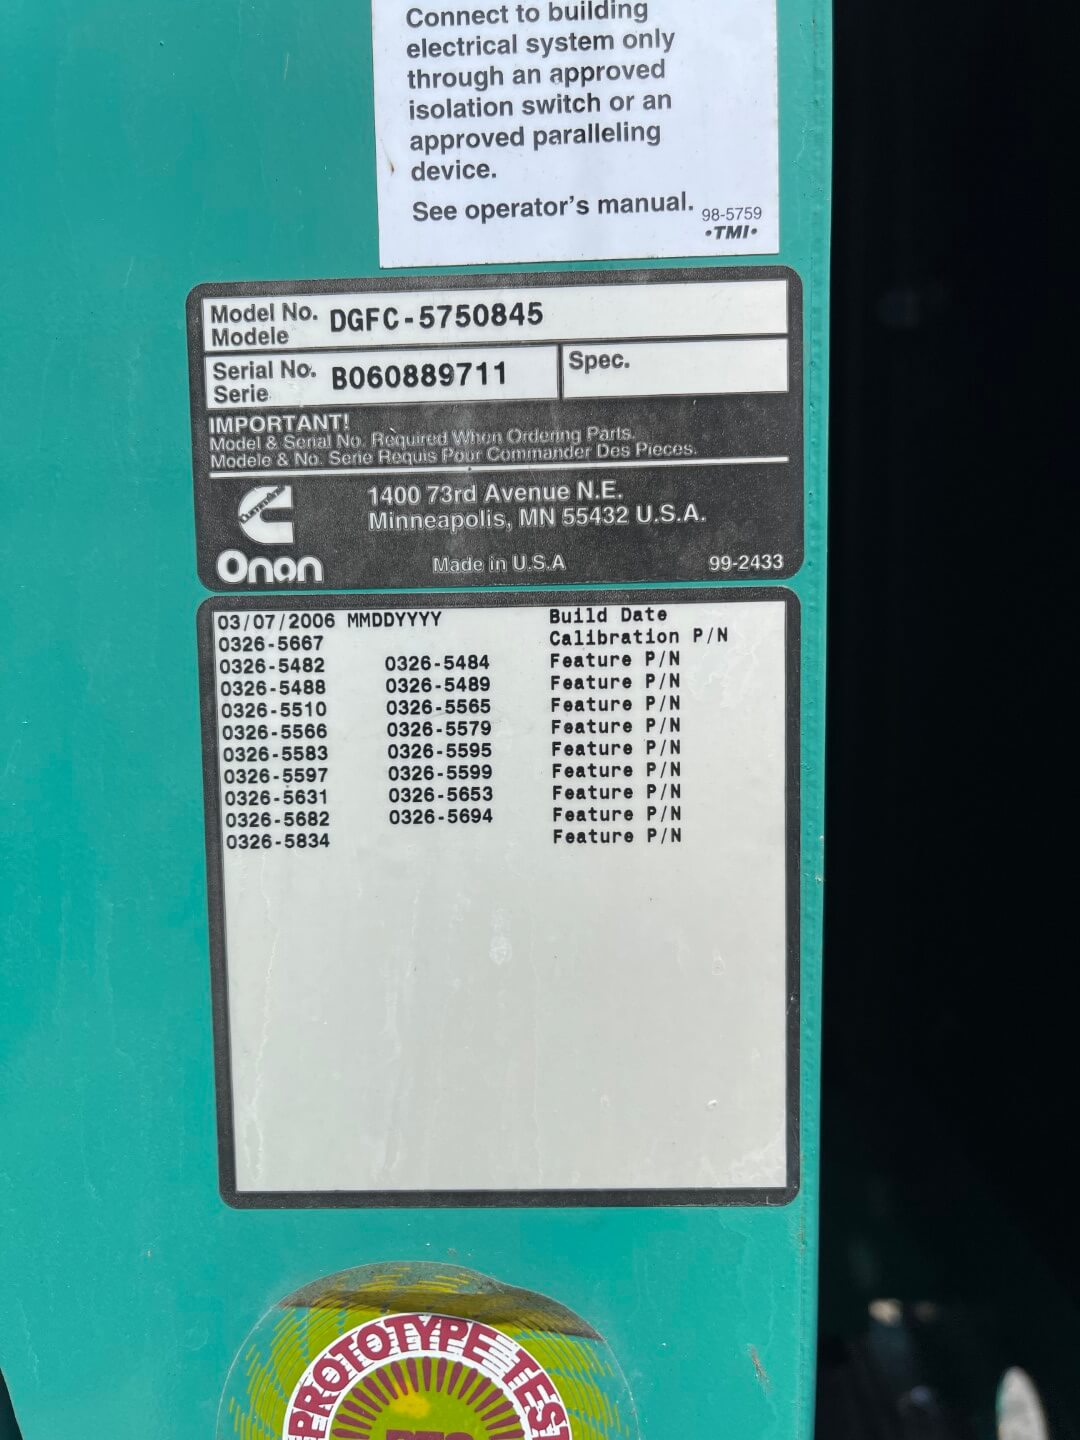 Connect to building
electrical system only
through an approved
isolation switch or an
approved paralleling
device.
See operator's manual. 98-5759
•TMI•
Model No. DGFC-5750845
Modele
Serial No. B060889711 Spec.
Serie
IMPORTANT!
Model & Serial No. Required When Ordering Parts.
Modele & No. Serie Requis Pour Commander Des Pieces.
Cummins
Onan
1400 73rd Avenue N.E.
Minneapolis, MN 55432 U.S.A.
Made in U.S.A 99-2433
03/07/2006 MMDDYYYY Build Date
0326-5667 Calibration P/N
0326-5482 0326-5484 Feature P/N
0326-5488 0326-5489 Feature P/N
0326-5510 0326-5565 Feature P/N
0326-5566 0326-5579 Feature P/N
0326-5583 0326-5595 Feature P/N
0326-5597 0326-5599 Feature P/N
0326-5631 0326-5653 Feature P/N
0326-5682 0326-5694 Feature P/N
0326-5834 Feature P/N
PROTOTYPE TEST